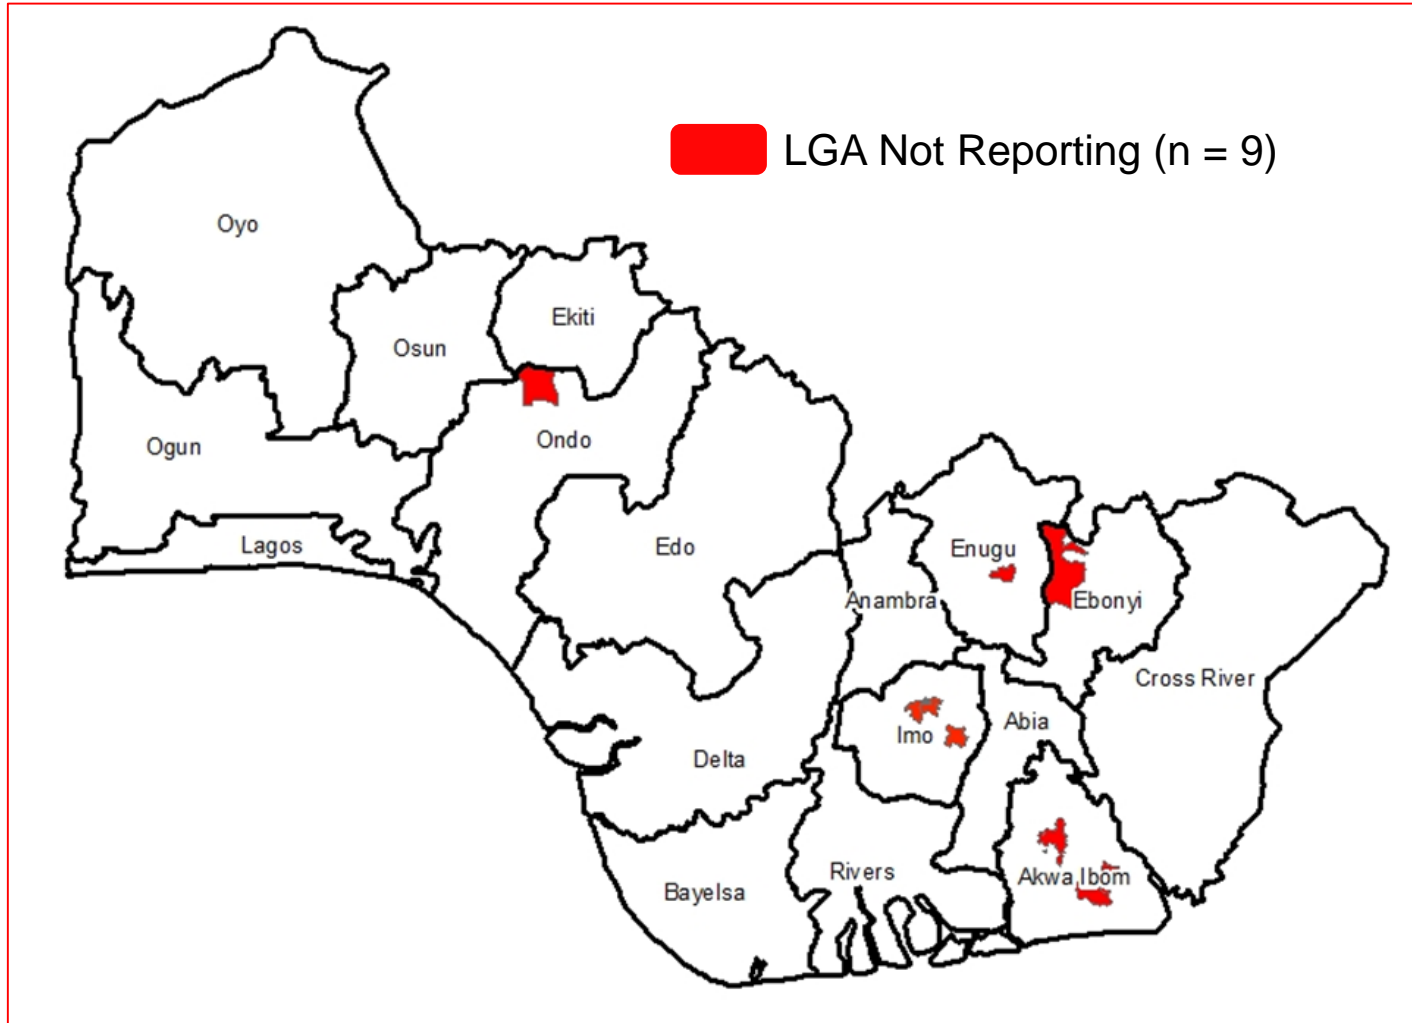 LGA Not Reporting (n = 9)
Oyo
Ekiti
Osun
Ogun
Ondo
Lagos
Edo
Enugu
Anambra
Ebonyi
Cross River
Imo
Abia
Delta
Rivers
Akwa Ibom
Bayelsa